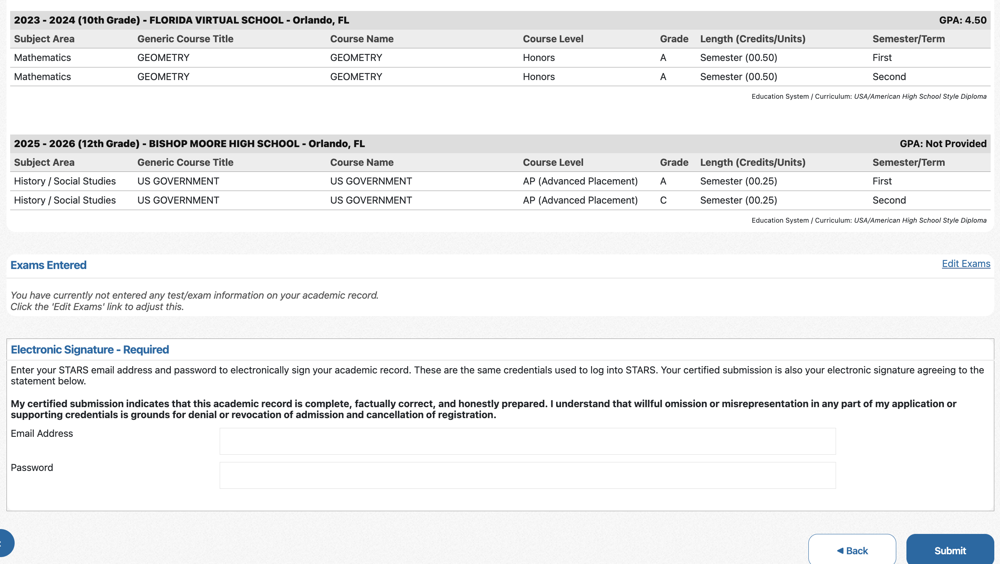 2023 - 2024 (10th Grade) - FLORIDA VIRTUAL SCHOOL - Orlando, FL GPA: 4.50
Subject Area Generic Course Title Course Name Course Level Grade Length (Credits/Units) Semester/Term
Mathematics GEOMETRY GEOMETRY Honors A Semester (00.50) First
Mathematics GEOMETRY GEOMETRY Honors A Semester (00.50) Second
Education System / Curriculum: USA/American High School Style Diploma
2025 - 2026 (12th Grade) - BISHOP MOORE HIGH SCHOOL - Orlando, FL GPA: Not Provided
Subject Area Generic Course Title Course Name Course Level Grade Length (Credits/Units) Semester/Term
History / Social Studies US GOVERNMENT US GOVERNMENT AP (Advanced Placement) A Semester (00.25) First
History / Social Studies US GOVERNMENT US GOVERNMENT AP (Advanced Placement) C Semester (00.25) Second
Education System / Curriculum: USA/American High School Style Diploma
Exams Entered Edit Exams
You have currently not entered any test/exam information on your academic record.
Click the 'Edit Exams' link to adjust this.
Electronic Signature - Required
Enter your STARS email address and password to electronically sign your academic record. These are the same credentials used to log into STARS. Your certified submission is also your electronic signature agreeing to the
statement below.
My certified submission indicates that this academic record is complete, factually correct, and honestly prepared. I understand that willful omission or misrepresentation in any part of my application or
supporting credentials is grounds for denial or revocation of admission and cancellation of registration.
Email Address
Password
◀ Back Submit